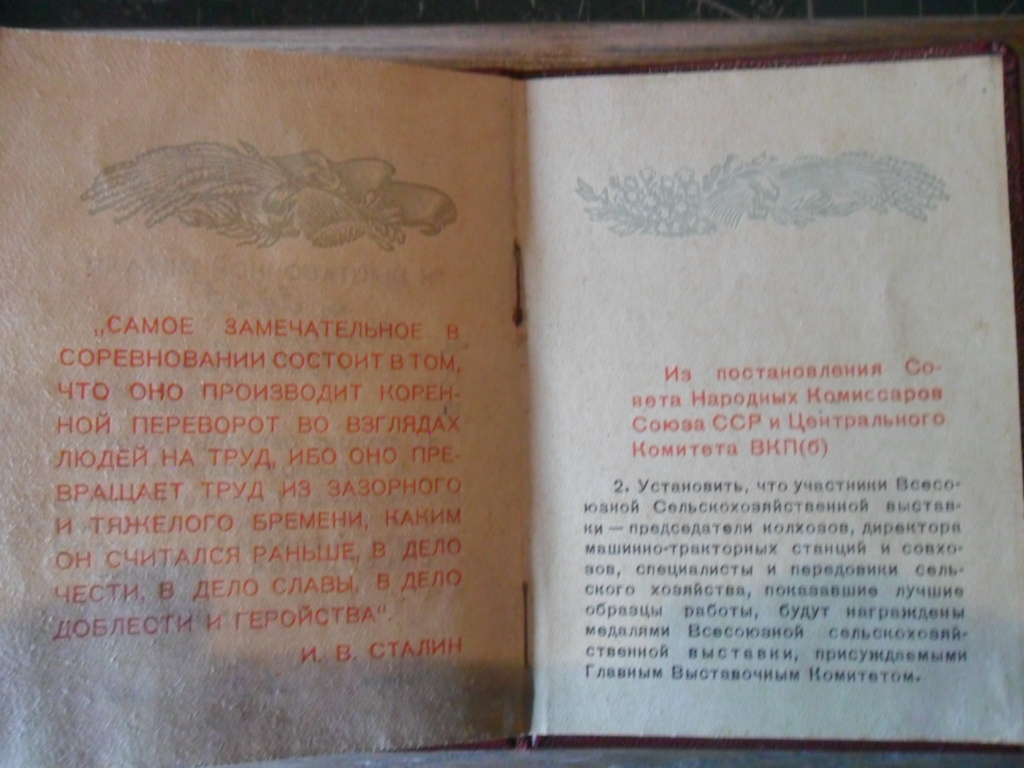 „САМОЕ ЗАМЕЧАТЕЛЬНОЕ В
СОРЕВНОВАНИИ СОСТОИТ В ТОМ,
ЧТО ОНО ПРОИЗВОДИТ КОРЕН-
НОЙ ПЕРЕВОРОТ ВО ВЗГЛЯДАХ
ЛЮДЕЙ НА ТРУД, ИБО ОНО ПРЕ-
ВРАЩАЕТ ТРУД ИЗ ЗАЗОРНОГО
И ТЯЖЕЛОГО БРЕМЕНИ, КАКИМ
ОН СЧИТАЛСЯ РАНЬШЕ, В ДЕЛО
ЧЕСТИ, В ДЕЛО СЛАВЫ, В ДЕЛО
ДОБЛЕСТИ И ГЕРОЙСТВА“.
И. В. СТАЛИН
Из постановления Со-
вета Народных Комиссаров
Союза ССР и Центрального
Комитета ВКП(б)
2. Установить, что участники Всесо-
юзной Сельскохозяйственной выстав-
ки — председатели колхозов, директора
машинно-тракторных станций и совхо-
зов, специалисты и передовики сель-
ского хозяйства, показавшие лучшие
образцы работы, будут награждены
медалями Всесоюзной сельскохозяй-
ственной выставки, присуждаемыми
Главным Выставочным Комитетом.